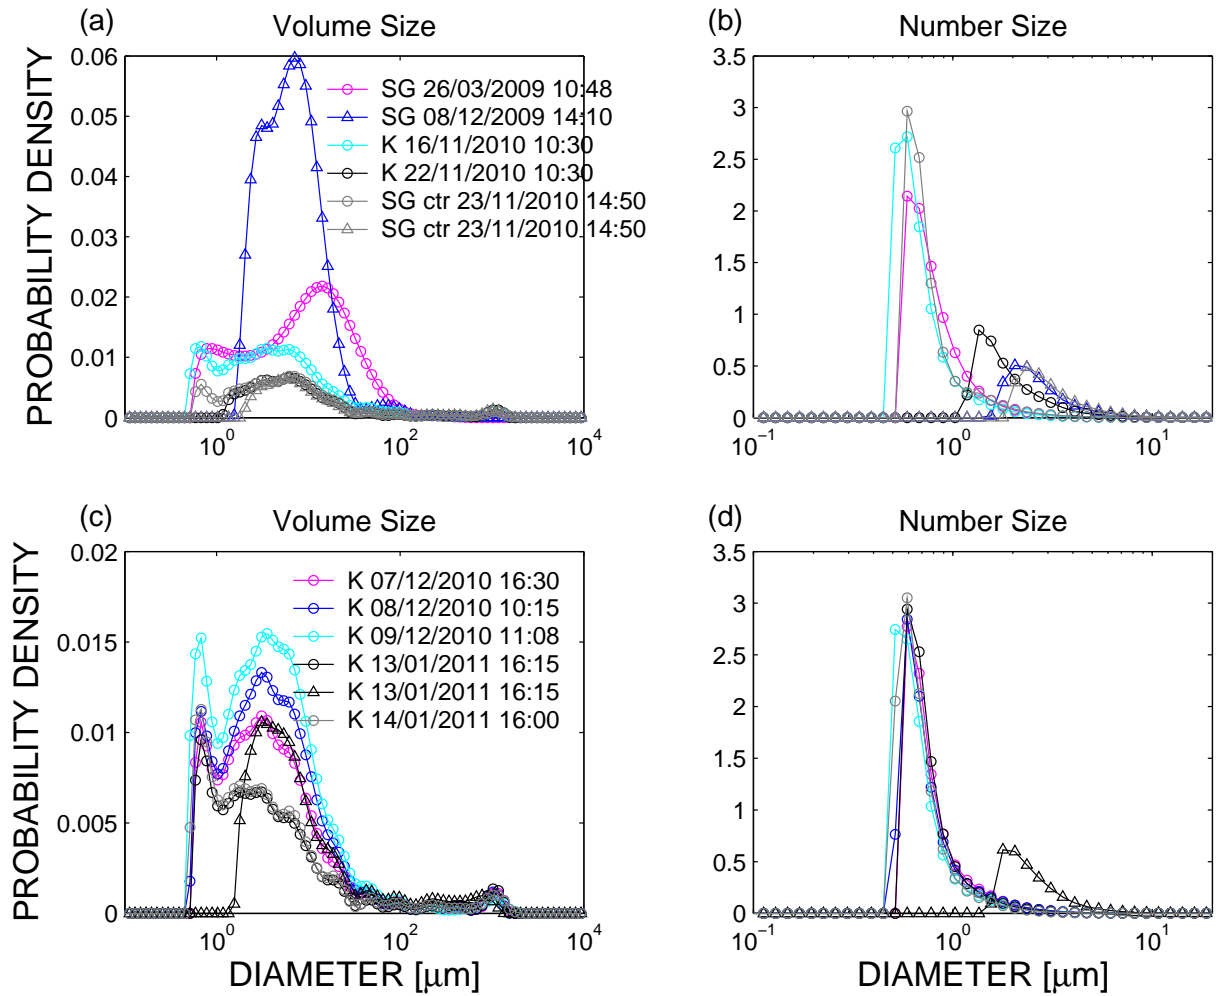 (a)
Volume Size
PROBABILITY DENSITY
0.06
0.05
0.04
0.03
0.02
0.01
0
10^0
10^2
10^4
SG 26/03/2009 10:48
SG 08/12/2009 14:10
K 16/11/2010 10:30
K 22/11/2010 10:30
SG ctr 23/11/2010 14:50
SG ctr 23/11/2010 14:50
(b)
Number Size
3.5
3
2.5
2
1.5
1
0.5
0
10^−1
10^0
10^1
(c)
Volume Size
PROBABILITY DENSITY
0.02
0.015
0.01
0.005
0
10^0
10^2
10^4
DIAMETER [μm]
K 07/12/2010 16:30
K 08/12/2010 10:15
K 09/12/2010 11:08
K 13/01/2011 16:15
K 13/01/2011 16:15
K 14/01/2011 16:00
(d)
Number Size
3.5
3
2.5
2
1.5
1
0.5
0
10^−1
10^0
10^1
DIAMETER [μm]